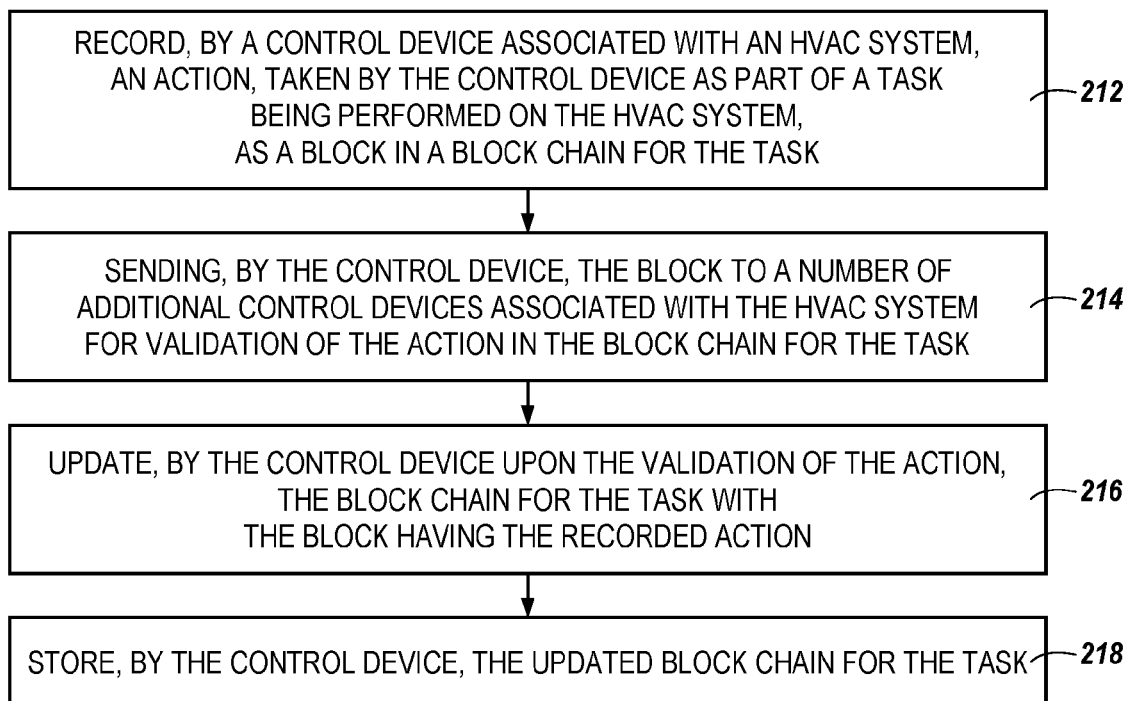 RECORD, BY A CONTROL DEVICE ASSOCIATED WITH AN HVAC SYSTEM,
AN ACTION, TAKEN BY THE CONTROL DEVICE AS PART OF A TASK
BEING PERFORMED ON THE HVAC SYSTEM,
AS A BLOCK IN A BLOCK CHAIN FOR THE TASK
212
SENDING, BY THE CONTROL DEVICE, THE BLOCK TO A NUMBER OF
ADDITIONAL CONTROL DEVICES ASSOCIATED WITH THE HVAC SYSTEM
FOR VALIDATION OF THE ACTION IN THE BLOCK CHAIN FOR THE TASK
214
UPDATE, BY THE CONTROL DEVICE UPON THE VALIDATION OF THE ACTION,
THE BLOCK CHAIN FOR THE TASK WITH
THE BLOCK HAVING THE RECORDED ACTION
216
STORE, BY THE CONTROL DEVICE, THE UPDATED BLOCK CHAIN FOR THE TASK
218